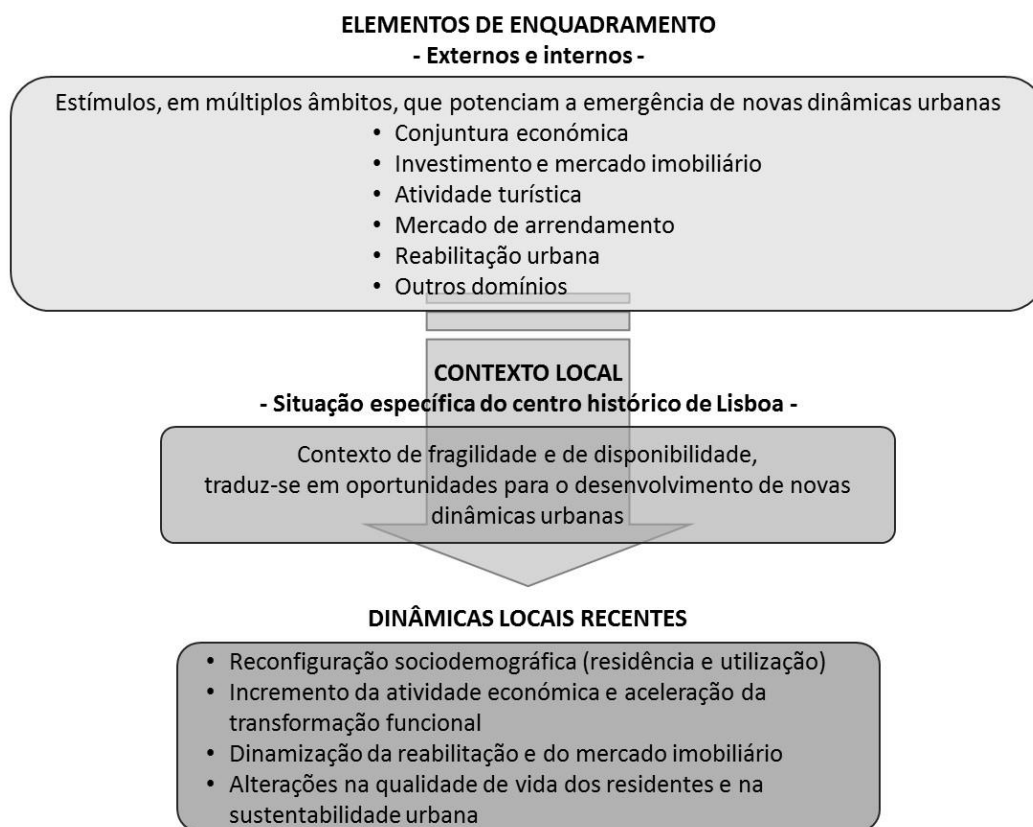 ELEMENTOS DE ENQUADRAMENTO
- Externos e internos -
Estímulos, em múltiplos âmbitos, que potenciam a emergência de novas dinâmicas urbanas
• Conjuntura económica
• Investimento e mercado imobiliário
• Atividade turística
• Mercado de arrendamento
• Reabilitação urbana
• Outros domínios
CONTEXTO LOCAL
- Situação específica do centro histórico de Lisboa -
Contexto de fragilidade e de disponibilidade,
traduz-se em oportunidades para o desenvolvimento de novas
dinâmicas urbanas
DINÂMICAS LOCAIS RECENTES
• Reconfiguração sociodemográfica (residência e utilização)
• Incremento da atividade económica e aceleração da
transformação funcional
• Dinamização da reabilitação e do mercado imobiliário
• Alterações na qualidade de vida dos residentes e na
sustentabilidade urbana